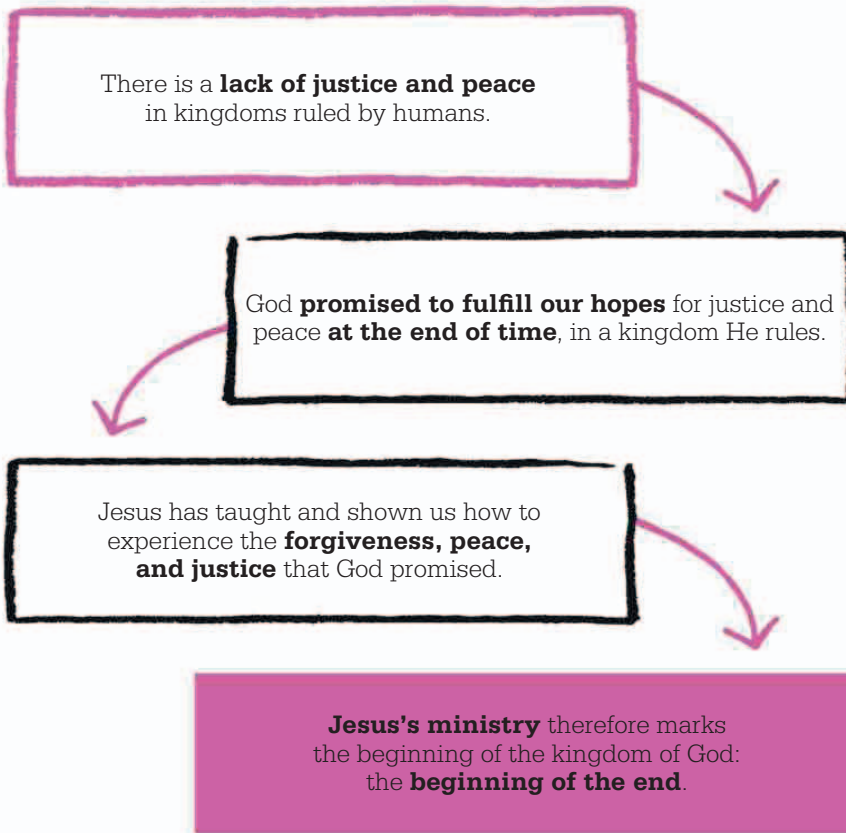 There is a lack of justice and peace
in kingdoms ruled by humans.
God promised to fulfill our hopes for justice and
peace at the end of time, in a kingdom He rules.
Jesus has taught and shown us how to
experience the forgiveness, peace,
and justice that God promised.
Jesus’s ministry therefore marks
the beginning of the kingdom of God:
the beginning of the end.